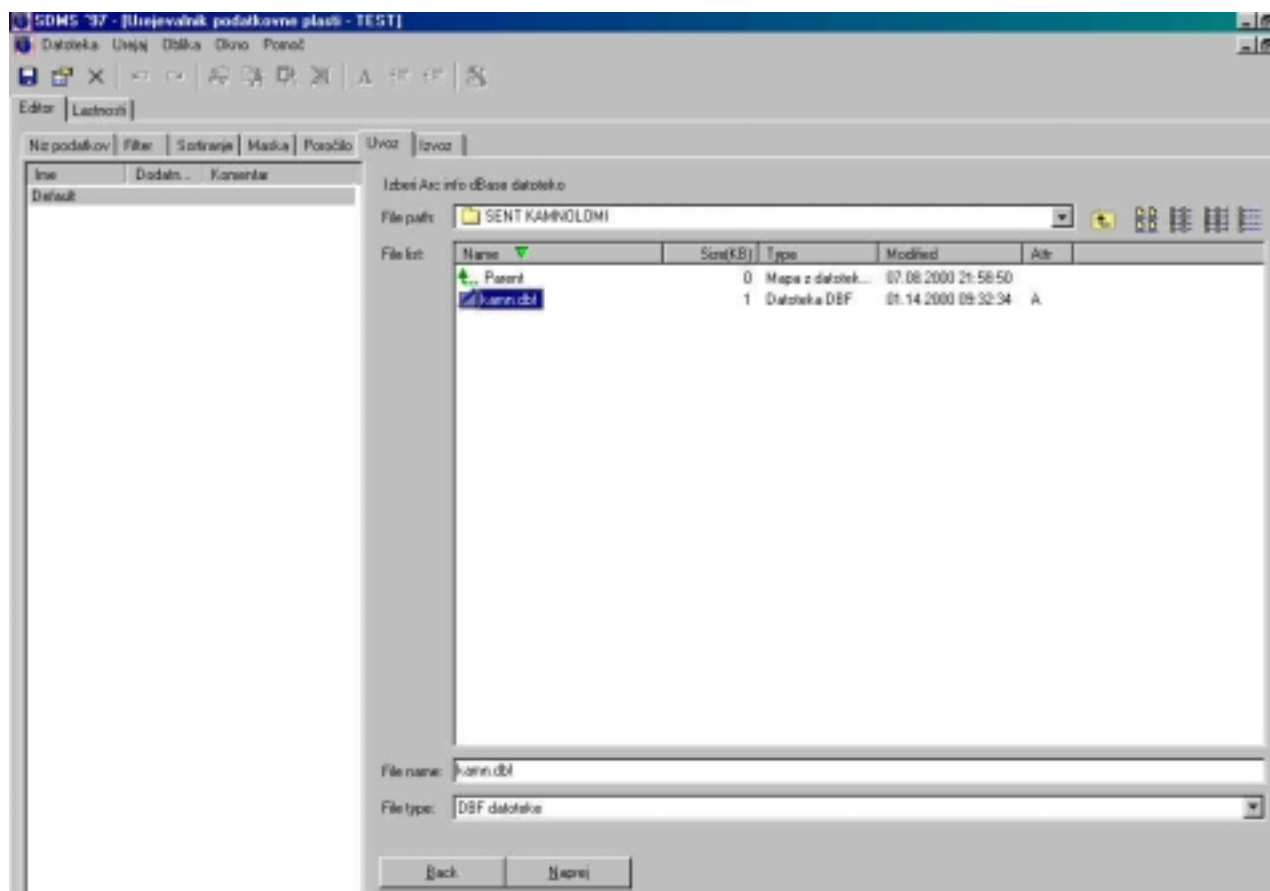 SDMS '97 - [Urejevalnik podatkovne plasti - TEST]
Datoteka Urejaj Oblika Okno Pomoč
Editor Lastnosti
Niz podatkov Filter Sortiranje Maska Poročilo Uvoz Izvoz
Ime Dodatn... Komentar
Default
Izberi Arc info dBase datoteko
File path: SENT KAMNOLOMI
File list: Name Size(KB) Type Modified Attr
Parent 0 Mapa z datotek... 07.08.2000 21:58:50
kamn.dbf 1 Datoteka DBF 01.14.2000 09:32:34 A
File name: kamn.dbf
File type: DBF datoteke
Back Naprej